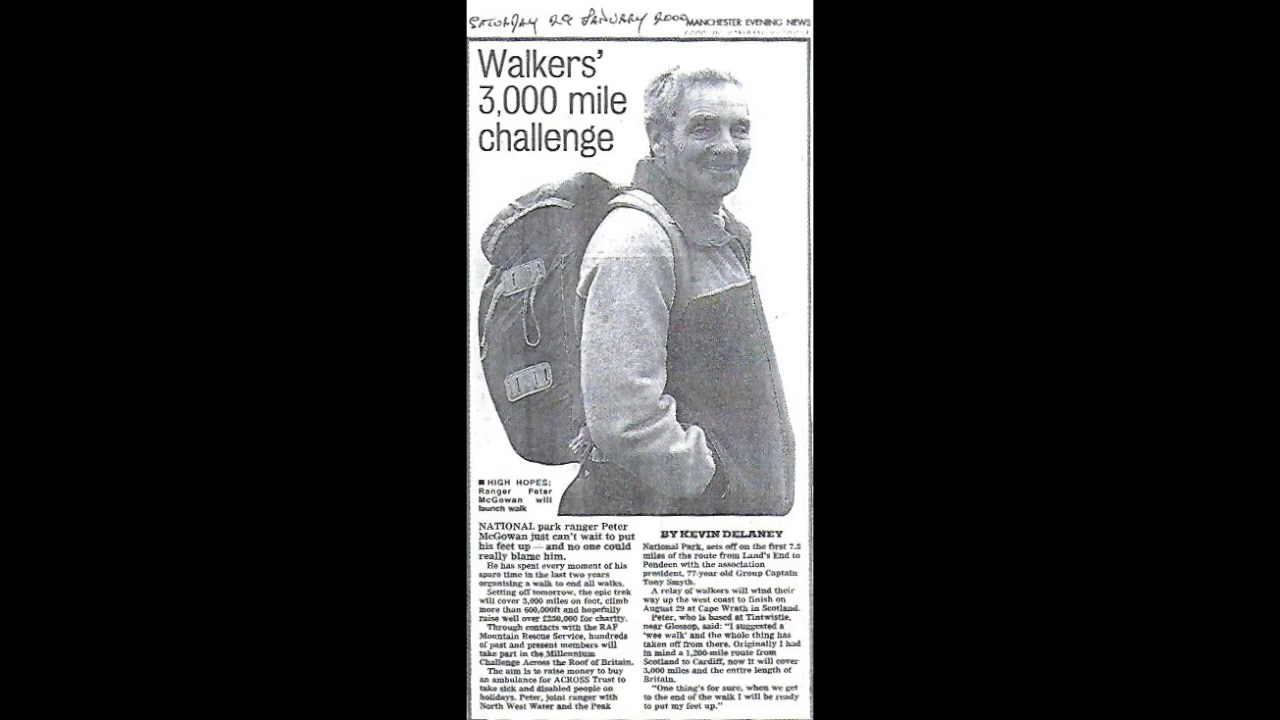 SATURDAY 29 JANUARY 2000
MANCHESTER EVENING NEWS
Walkers’
3,000 mile
challenge
■ HIGH HOPES:
Ranger Peter
McGowan will
launch walk
NATIONAL park ranger Peter
McGowan just can’t wait to put
his feet up — and no one could
really blame him.
He has spent every moment of his
spare time in the last two years
organising a walk to end all walks.
Setting off tomorrow, the epic trek
will cover 3,000 miles on foot, climb
more than 600,000ft and hopefully
raise well over £250,000 for charity.
Through contacts with the RAF
Mountain Rescue Service, hundreds
of past and present members will
take part in the Millennium
Challenge Across the Roof of Britain.
The aim is to raise money to buy
an ambulance for ACROSS Trust to
take sick and disabled people on
holidays. Peter, joint ranger with
North West Water and the Peak
BY KEVIN DELANEY
National Park, sets off on the first 7.5
miles of the route from Land’s End to
Pendeen with the association
president, 77-year-old Group Captain
Tony Smyth.
A relay of walkers will wind their
way up the west coast to finish on
August 29 at Cape Wrath in Scotland.
Peter, who is based at Tintwistle,
near Glossop, said: “I suggested a
‘wee walk’ and the whole thing has
taken off from there. Originally I had
in mind a 1,200-mile route from
Scotland to Cardiff, now it will cover
3,000 miles and the entire length of
Britain.
“One thing’s for sure, when we get
to the end of the walk I will be ready
to put my feet up.”